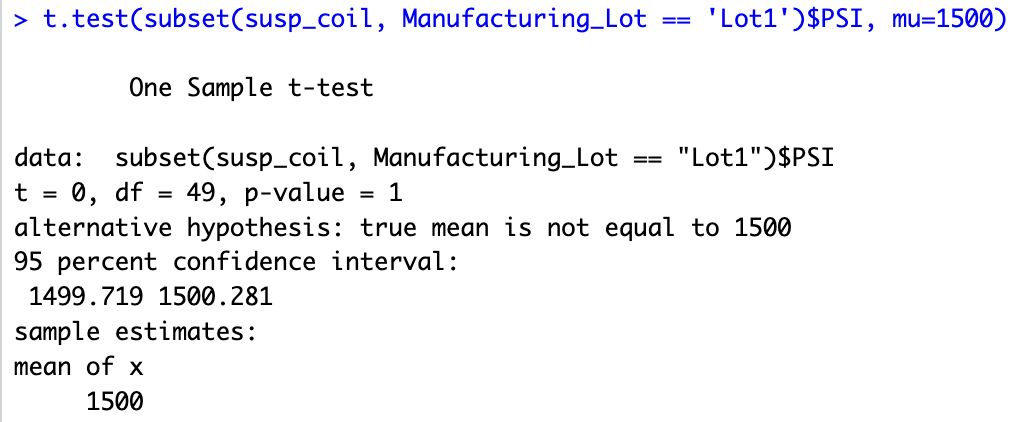 > t.test(subset(susp_coil, Manufacturing_Lot == 'Lot1')$PSI, mu=1500)
One Sample t-test
data:  subset(susp_coil, Manufacturing_Lot == "Lot1")$PSI
t = 0, df = 49, p-value = 1
alternative hypothesis: true mean is not equal to 1500
95 percent confidence interval:
 1499.719 1500.281
sample estimates:
mean of x
     1500